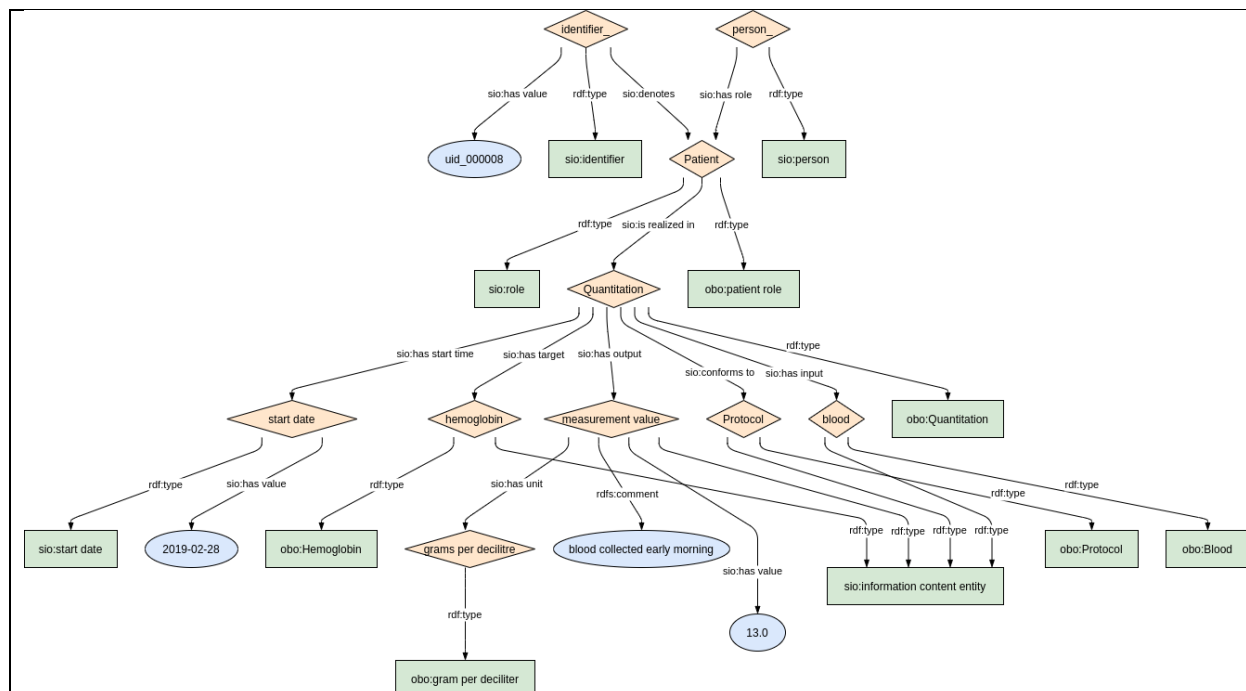 identifier_
person_
sio:has value
rdf:type
sio:denotes
sio:has role
rdf:type
uid_000008
sio:identifier
Patient
sio:person
rdf:type
sio:is realized in
rdf:type
sio:role
Quantitation
obo:patient role
sio:has start time
sio:has target
sio:has output
sio:conforms to
sio:has input
rdf:type
start date
hemoglobin
measurement value
Protocol
blood
obo:Quantitation
rdf:type
sio:has value
rdf:type
sio:has unit
rdfs:comment
rdf:type
rdf:type
sio:start date
2019-02-28
obo:Hemoglobin
grams per decilitre
blood collected early morning
rdf:type
rdf:type
rdf:type
rdf:type
obo:Protocol
obo:Blood
sio:has value
sio:information content entity
rdf:type
13.0
obo:gram per deciliter